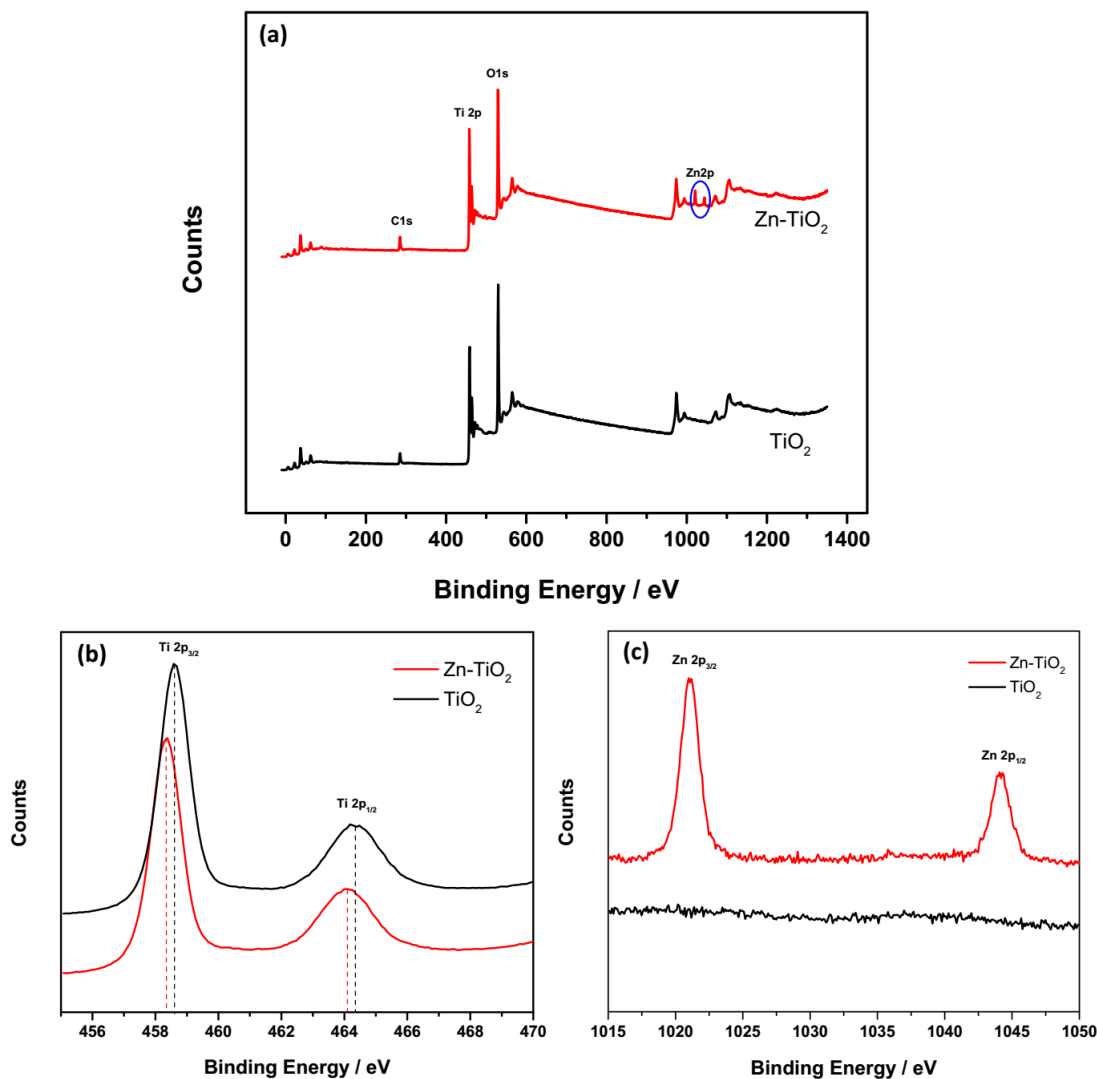 (a)
O1s
Ti 2p
Zn2p
C1s
Zn-TiO₂
TiO₂
Counts
0 200 400 600 800 1000 1200 1400
Binding Energy / eV
(b)
Ti 2p₃/₂
Zn-TiO₂
TiO₂
Ti 2p₁/₂
Counts
456 458 460 462 464 466 468 470
Binding Energy / eV
(c)
Zn 2p₃/₂
Zn-TiO₂
TiO₂
Zn 2p₁/₂
Counts
1015 1020 1025 1030 1035 1040 1045 1050
Binding Energy / eV